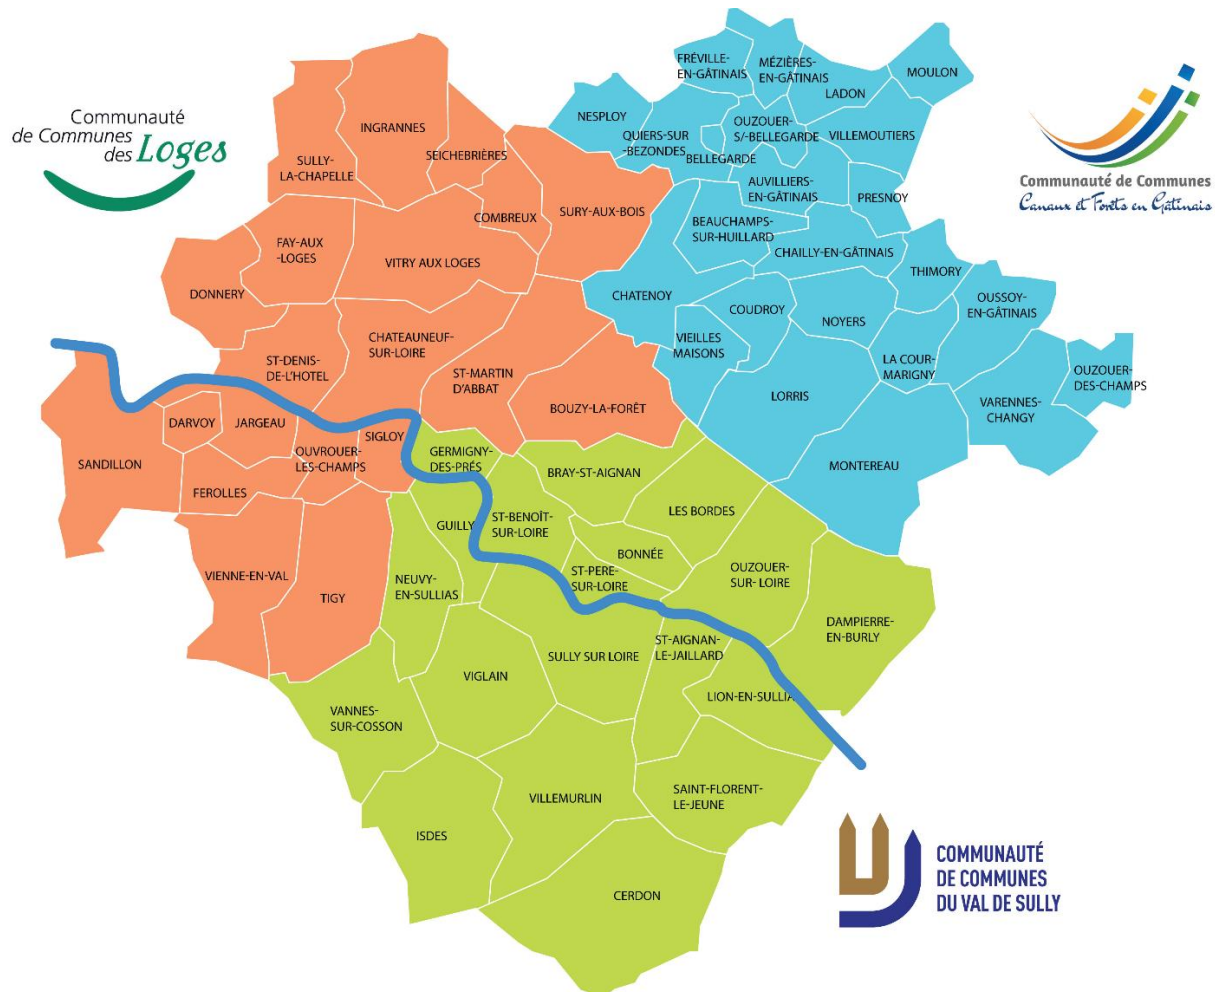 Communauté
de Communes
des Loges
Communauté de Communes
Canaux et Forêts en Gâtinais
FRÉVILLE-
EN-GÂTINAIS
MÉZIÈRES-
EN-GÂTINAIS
LADON
MOULON
NESPLOY
QUIERS-SUR
-BEZONDES
BELLEGARDE
OUZOUER-
S/-BELLEGARDE
VILLEMOUTIERS
AUVILLIERS-
EN-GÂTINAIS
PRESNOY
BEAUCHAMPS-
SUR-HUILLARD
CHAILLY-EN-GÂTINAIS
THIMORY
OUSSOY-
EN-GÂTINAIS
CHATENOY
COUDROY
NOYERS
VIEILLES
MAISONS
LA COUR-
MARIGNY
OUZOUER-
DES-CHAMPS
LORRIS
VARENNES-
CHANGY
MONTEREAU
INGRANNES
SULLY-
LA-CHAPELLE
SEICHEBRIÈRES
COMBREUX
SURY-AUX-BOIS
FAY-AUX
-LOGES
VITRY AUX LOGES
DONNERY
CHATEAUNEUF-
SUR-LOIRE
ST-DENIS-
DE-L'HOTEL
ST-MARTIN
D'ABBAT
BOUZY-LA-FORÊT
DARVOY
JARGEAU
SANDILLON
OUVROUER-
LES-CHAMPS
SIGLOY
FEROLLES
VIENNE-EN-VAL
TIGY
GERMIGNY-
DES-PRÉS
BRAY-ST-AIGNAN
GUILLY
ST-BENOÎT-
SUR-LOIRE
LES BORDES
BONNÉE
ST-PERE-
SUR-LOIRE
OUZOUER-
SUR- LOIRE
NEUVY-
EN-SULLIAS
DAMPIERRE-
EN-BURLY
ST-AIGNAN-
LE-JAILLARD
SULLY SUR LOIRE
VIGLAIN
LION-EN-SULLIA
VANNES-
SUR-COSSON
SAINT-FLORENT-
LE-JEUNE
VILLEMURLIN
ISDES
CERDON
COMMUNAUTÉ
DE COMMUNES
DU VAL DE SULLY